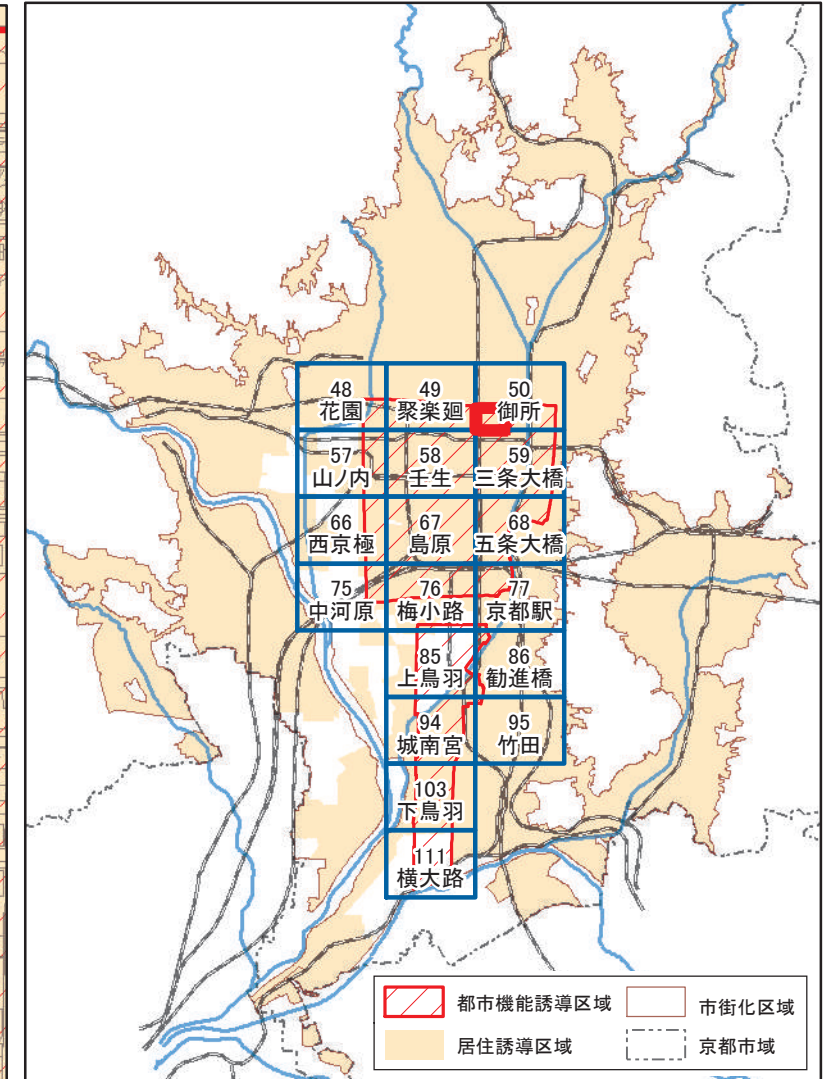 48
花園
49
聚楽廻
50
御所
57
山ノ内
58
壬生
59
三条大橋
66
西京極
67
島原
68
五条大橋
75
中河原
76
梅小路
77
京都駅
85
上鳥羽
86
勧進橋
94
城南宮
95
竹田
103
下鳥羽
111
横大路
都市機能誘導区域
市街化区域
居住誘導区域
京都市域